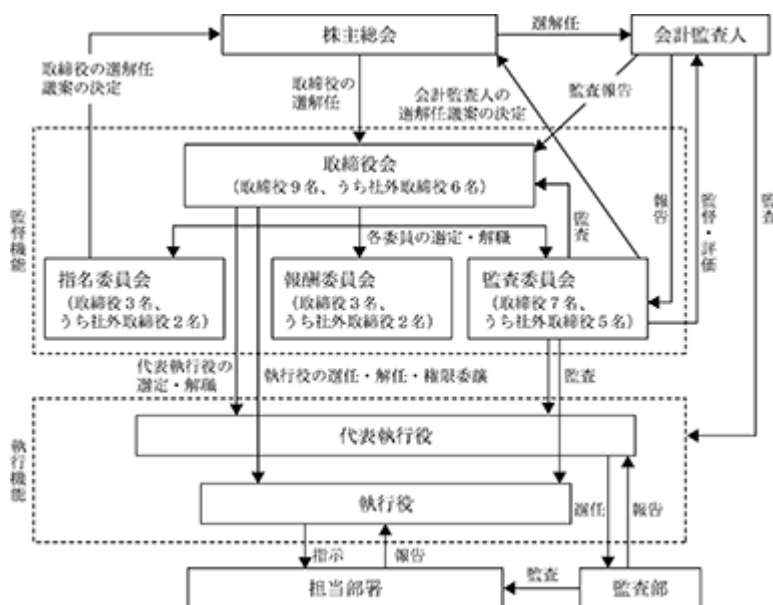 株主総会
選解任
会計監査人
取締役の選解任
議案の決定
取締役の
選解任
会計監査人の
選解任議案の決定
監査報告
取締役会
(取締役9名、うち社外取締役6名)
監督機能
監査
報告
監督・評価
監査
各委員の選定・解職
指名委員会
(取締役3名、
うち社外取締役2名)
報酬委員会
(取締役3名、
うち社外取締役2名)
監査委員会
(取締役7名、
うち社外取締役5名)
代表執行役の
選定・解職
執行役の選任・解任・権限委譲
監査
執行機能
代表執行役
執行役
選任
報告
指示
報告
担当部署
監査
監査部